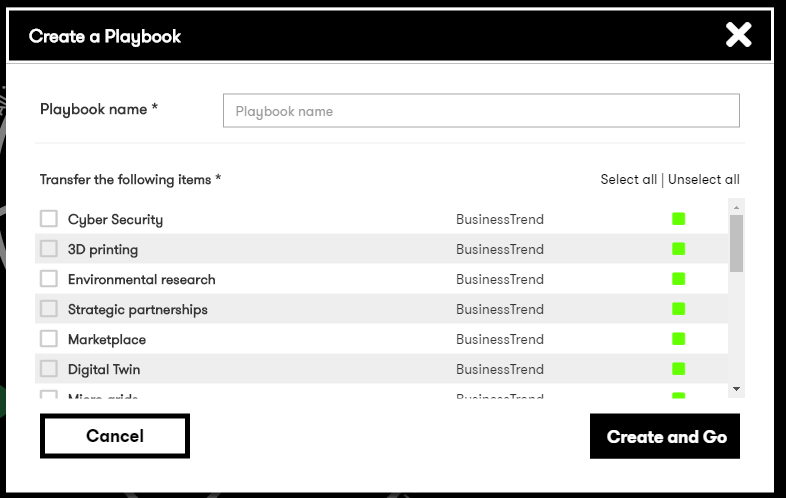 Create a Playbook
Playbook name *
Playbook name
Transfer the following items *
Select all | Unselect all
Cyber Security BusinessTrend
3D printing BusinessTrend
Environmental research BusinessTrend
Strategic partnerships BusinessTrend
Marketplace BusinessTrend
Digital Twin BusinessTrend
Micro grids BusinessTrend
Cancel
Create and Go